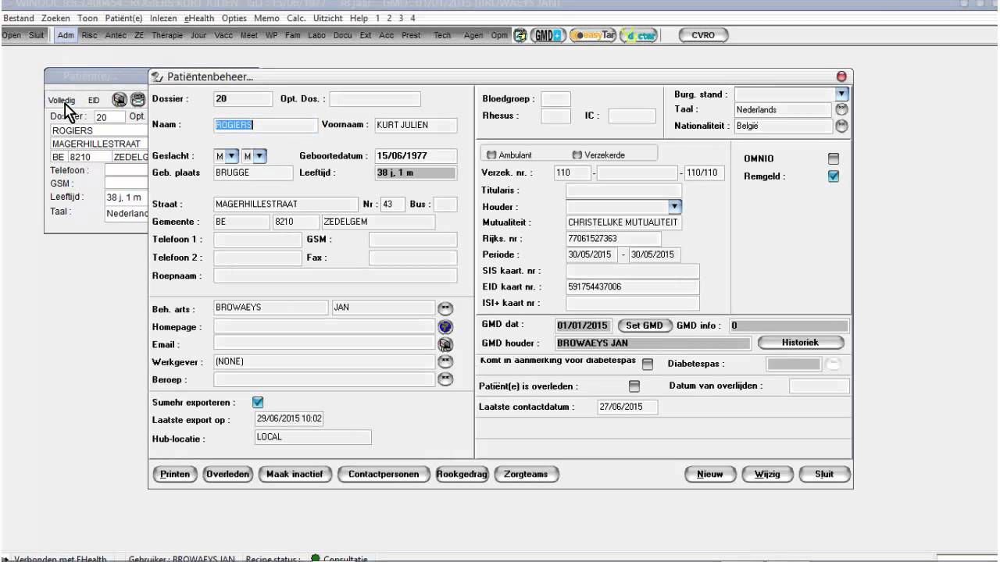 WINDOC 9.8.3.400454 : ROGIERS KURT JULIEN GD : 15/06/1977 38 jaar GMD : 01/01/2015 (BROWAEYS JAN)
Bestand Zoeken Toon Patiënt(e) Inlezen eHealth Opties Memo Calc. Uitzicht Help 1 2 3 4
Open Sluit Adm Risc Antec ZE Therapie Jour Vacc Meet WP Fam Labo Docu Ext Acc Prest Tech Agen Opm GMD easyTar CVRO
Patiënt(e)...
Volledig EID
Dossier : 20 Opt.
ROGIERS
MAGERHILLESTRAAT
BE 8210 ZEDELG
Telefoon :
GSM :
Leeftijd : 38 j, 1 m
Taal : Nederland
Patiëntenbeheer...
Dossier : 20 Opt. Dos. :
Naam : ROGIERS Voornaam : KURT JULIEN
Geslacht : M M Geboortedatum : 15/06/1977
Geb. plaats BRUGGE Leeftijd : 38 j, 1 m
Straat : MAGERHILLESTRAAT Nr : 43 Bus :
Gemeente : BE 8210 ZEDELGEM
Telefoon 1 : GSM :
Telefoon 2 : Fax :
Roepnaam :
Beh. arts : BROWAEYS JAN
Homepage :
Email :
Werkgever : (NONE)
Beroep :
Sumehr exporteren :
Laatste export op : 29/06/2015 10:02
Hub-locatie : LOCAL
Bloedgroep :
Rhesus : IC :
Burg. stand :
Taal : Nederlands
Nationaliteit : België
Ambulant Verzekerde
Verzek. nr. : 110 - - 110/110
Titularis :
Houder :
Mutualiteit : CHRISTELIJKE MUTUALITEIT
Rijks. nr : 77061527363
Periode : 30/05/2015 - 30/05/2015
SIS kaart. nr :
EID kaart nr. : 591754437006
ISI+ kaart nr :
OMNIO
Remgeld :
GMD dat : 01/01/2015 Set GMD GMD info : 0
GMD houder : BROWAEYS JAN Historiek
Komt in aanmerking voor diabetespas Diabetespas :
Patiënt(e) is overleden : Datum van overlijden :
Laatste contactdatum : 27/06/2015
Printen Overleden Maak inactief Contactpersonen Rookgedrag Zorgteams Nieuw Wijzig Sluit
Verbonden met EHealth Gebruiker : BROWAEYS JAN Recipe status : Consultatie